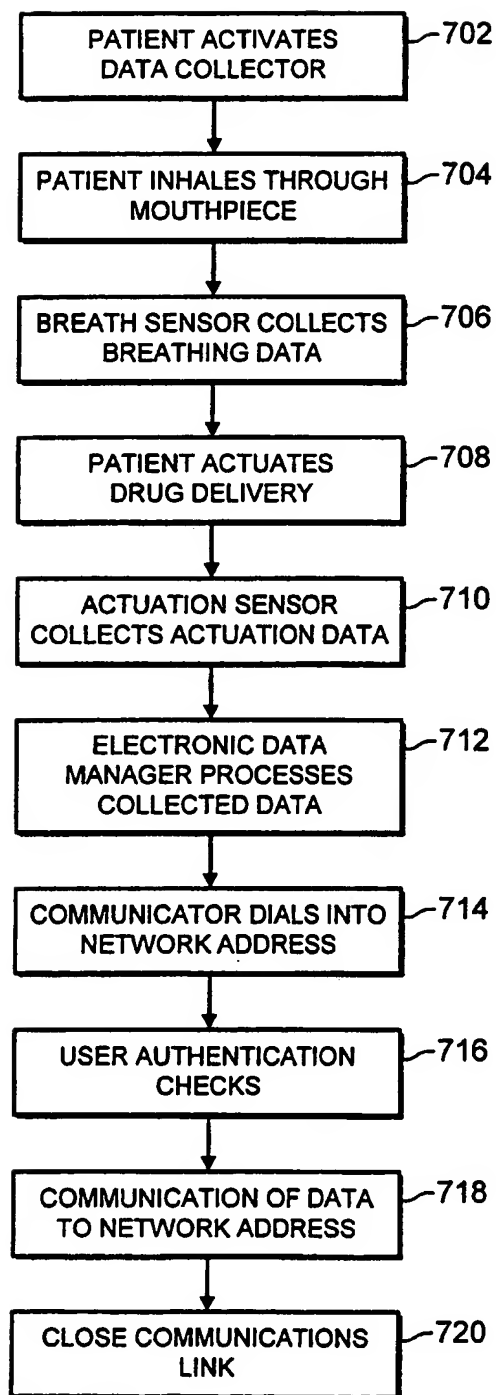 PATIENT ACTIVATES
DATA COLLECTOR
702
PATIENT INHALES THROUGH
MOUTHPIECE
704
BREATH SENSOR COLLECTS
BREATHING DATA
706
PATIENT ACTUATES
DRUG DELIVERY
708
ACTUATION SENSOR
COLLECTS ACTUATION DATA
710
ELECTRONIC DATA
MANAGER PROCESSES
COLLECTED DATA
712
COMMUNICATOR DIALS INTO
NETWORK ADDRESS
714
USER AUTHENTICATION
CHECKS
716
COMMUNICATION OF DATA
TO NETWORK ADDRESS
718
CLOSE COMMUNICATIONS
LINK
720